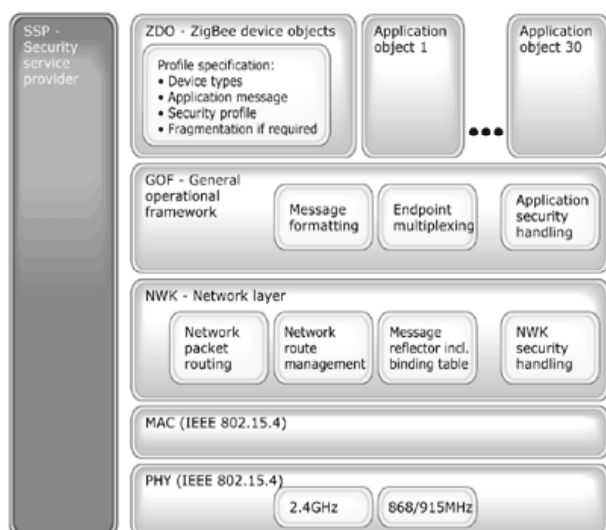 SSP -
Security
service
provider
ZDO - ZigBee device objects
Profile specification:
• Device types
• Application message
• Security profile
• Fragmentation if required
Application
object 1
•••
Application
object 30
GOF - General
operational
framework
Message
formatting
Endpoint
multiplexing
Application
security
handling
NWK - Network layer
Network
packet
routing
Network
route
management
Message
reflector incl.
binding table
NWK
security
handling
MAC (IEEE 802.15.4)
PHY (IEEE 802.15.4)
2.4GHz
868/915MHz